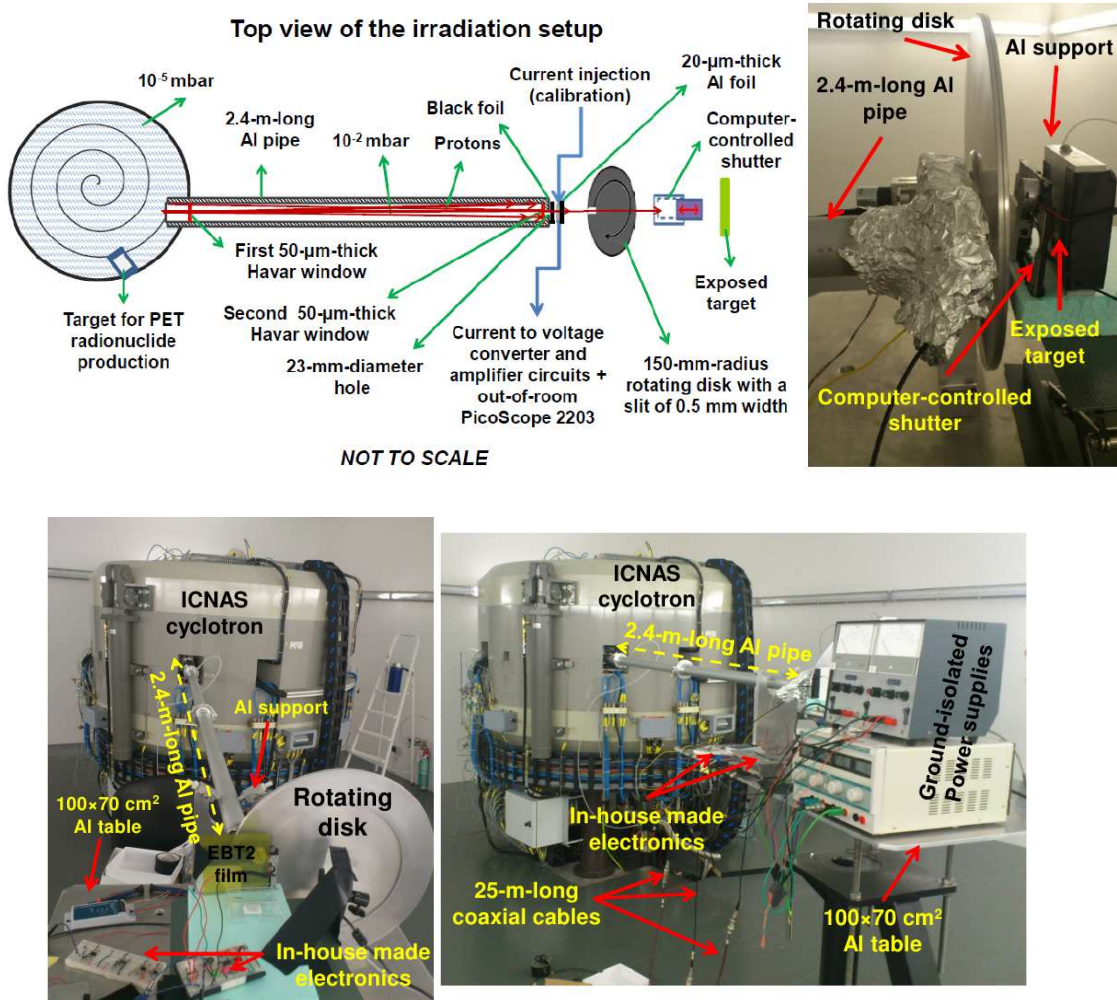 Top view of the irradiation setup
10-5 mbar
2.4-m-long
Al pipe
10-2 mbar
Black foil
Protons
Current injection
(calibration)
20-µm-thick
Al foil
Computer-
controlled
shutter
First 50-µm-thick
Havar window
Target for PET
radionuclide
production
Second 50-µm-thick
Havar window
23-mm-diameter
hole
Current to voltage
converter and
amplifier circuits +
out-of-room
PicoScope 2203
Exposed
target
150-mm-radius
rotating disk with a
slit of 0.5 mm width
NOT TO SCALE
Rotating disk
Al support
2.4-m-long Al
pipe
Exposed
target
Computer-controlled
shutter
ICNAS
cyclotron
2.4-m-long Al pipe
Al support
100×70 cm2
Al table
Rotating
disk
EBT2
film
In-house made
electronics
ICNAS
cyclotron
2.4-m-long Al pipe
Ground-isolated
Power supplies
In-house made
electronics
25-m-long
coaxial cables
100×70 cm2
Al table